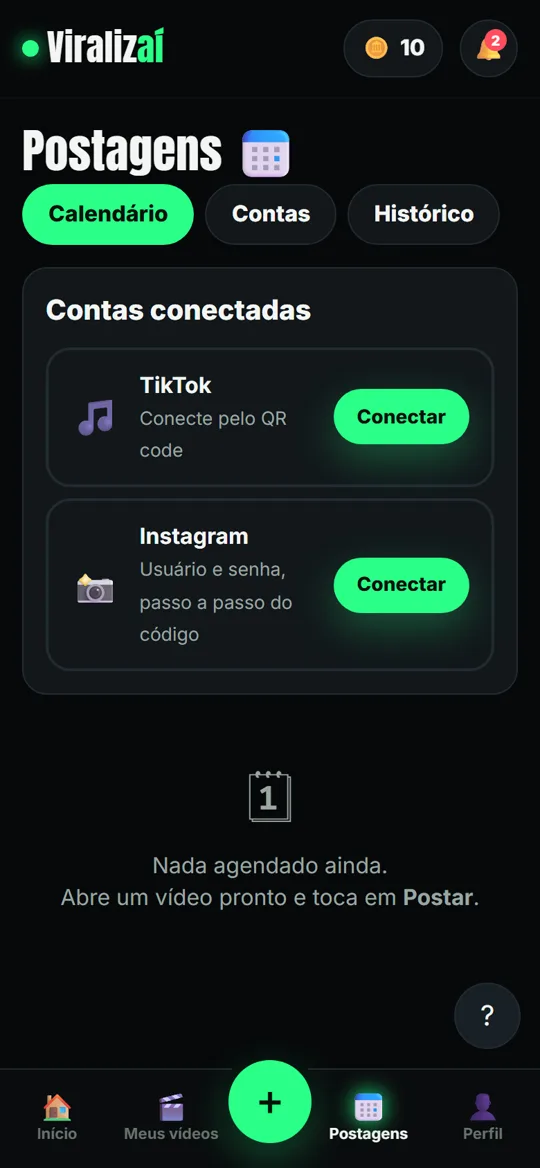 Viralizaí
10
2
Postagens
Calendário
Contas
Histórico
Contas conectadas
TikTok
Conecte pelo QR
code
Conectar
Instagram
Usuário e senha,
passo a passo do
código
Conectar
1
Nada agendado ainda.
Abre um vídeo pronto e toca em Postar.
?
+
Início
Meus vídeos
Postagens
Perfil